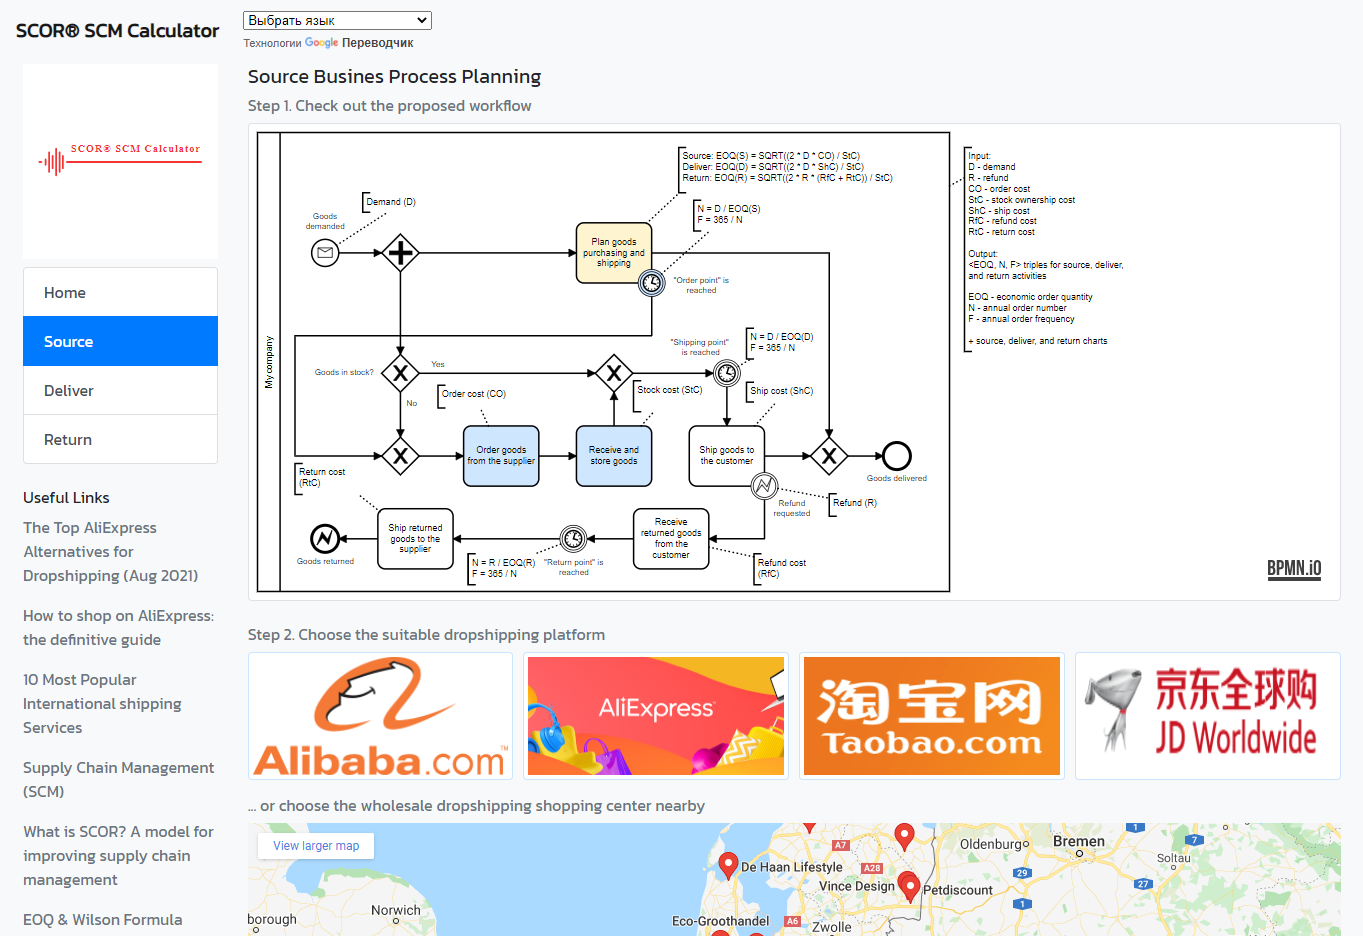 SCOR® SCM Calculator
Выбрать язык
Технологии Google Переводчик
SCOR® SCM Calculator
Home
Source
Deliver
Return
Useful Links
The Top AliExpress
Alternatives for
Dropshipping (Aug 2021)
How to shop on AliExpress:
the definitive guide
10 Most Popular
International shipping
Services
Supply Chain Management
(SCM)
What is SCOR? A model for
improving supply chain
management
EOQ & Wilson Formula
Source Busines Process Planning
Step 1. Check out the proposed workflow
My company
Source: EOQ(S) = SQRT((2 * D * CO) / StC)
Deliver: EOQ(D) = SQRT((2 * D * ShC) / StC)
Return: EOQ(R) = SQRT((2 * R * (RfC + RtC)) / StC)
Demand (D)
Goods
demanded
N = D / EOQ(S)
F = 365 / N
Plan goods
purchasing and
shipping
"Order point" is
reached
"Shipping point"
is reached
N = D / EOQ(D)
F = 365 / N
Goods in stock?
Yes
No
Order cost (CO)
Stock cost (StC)
Ship cost (ShC)
Order goods
from the supplier
Receive and
store goods
Ship goods to
the customer
Goods delivered
Return cost
(RtC)
Refund
requested
Refund (R)
Ship returned
goods to the
supplier
Receive
returned goods
from the
customer
Goods returned
N = R / EOQ(R)
F = 365 / N
"Return point" is
reached
Refund cost
(RfC)
Input:
D - demand
R - refund
CO - order cost
StC - stock ownership cost
ShC - ship cost
RfC - refund cost
RtC - return cost
Output:
<EOQ, N, F> triples for source, deliver,
and return activities
EOQ - economic order quantity
N - annual order number
F - annual order frequency
+ source, deliver, and return charts
BPMN.iO
Step 2. Choose the suitable dropshipping platform
Alibaba.com™
AliExpress
淘宝网
Taobao.com
京东全球购
JD Worldwide
... or choose the wholesale dropshipping shopping center nearby
View larger map
borough
Norwich
De Haan Lifestyle
Vince Design
Petdiscount
Eco-Groothandel
Zwolle
A7
A28
A6
Oldenburg
Bremen
Soltau
1
7
29
27
1